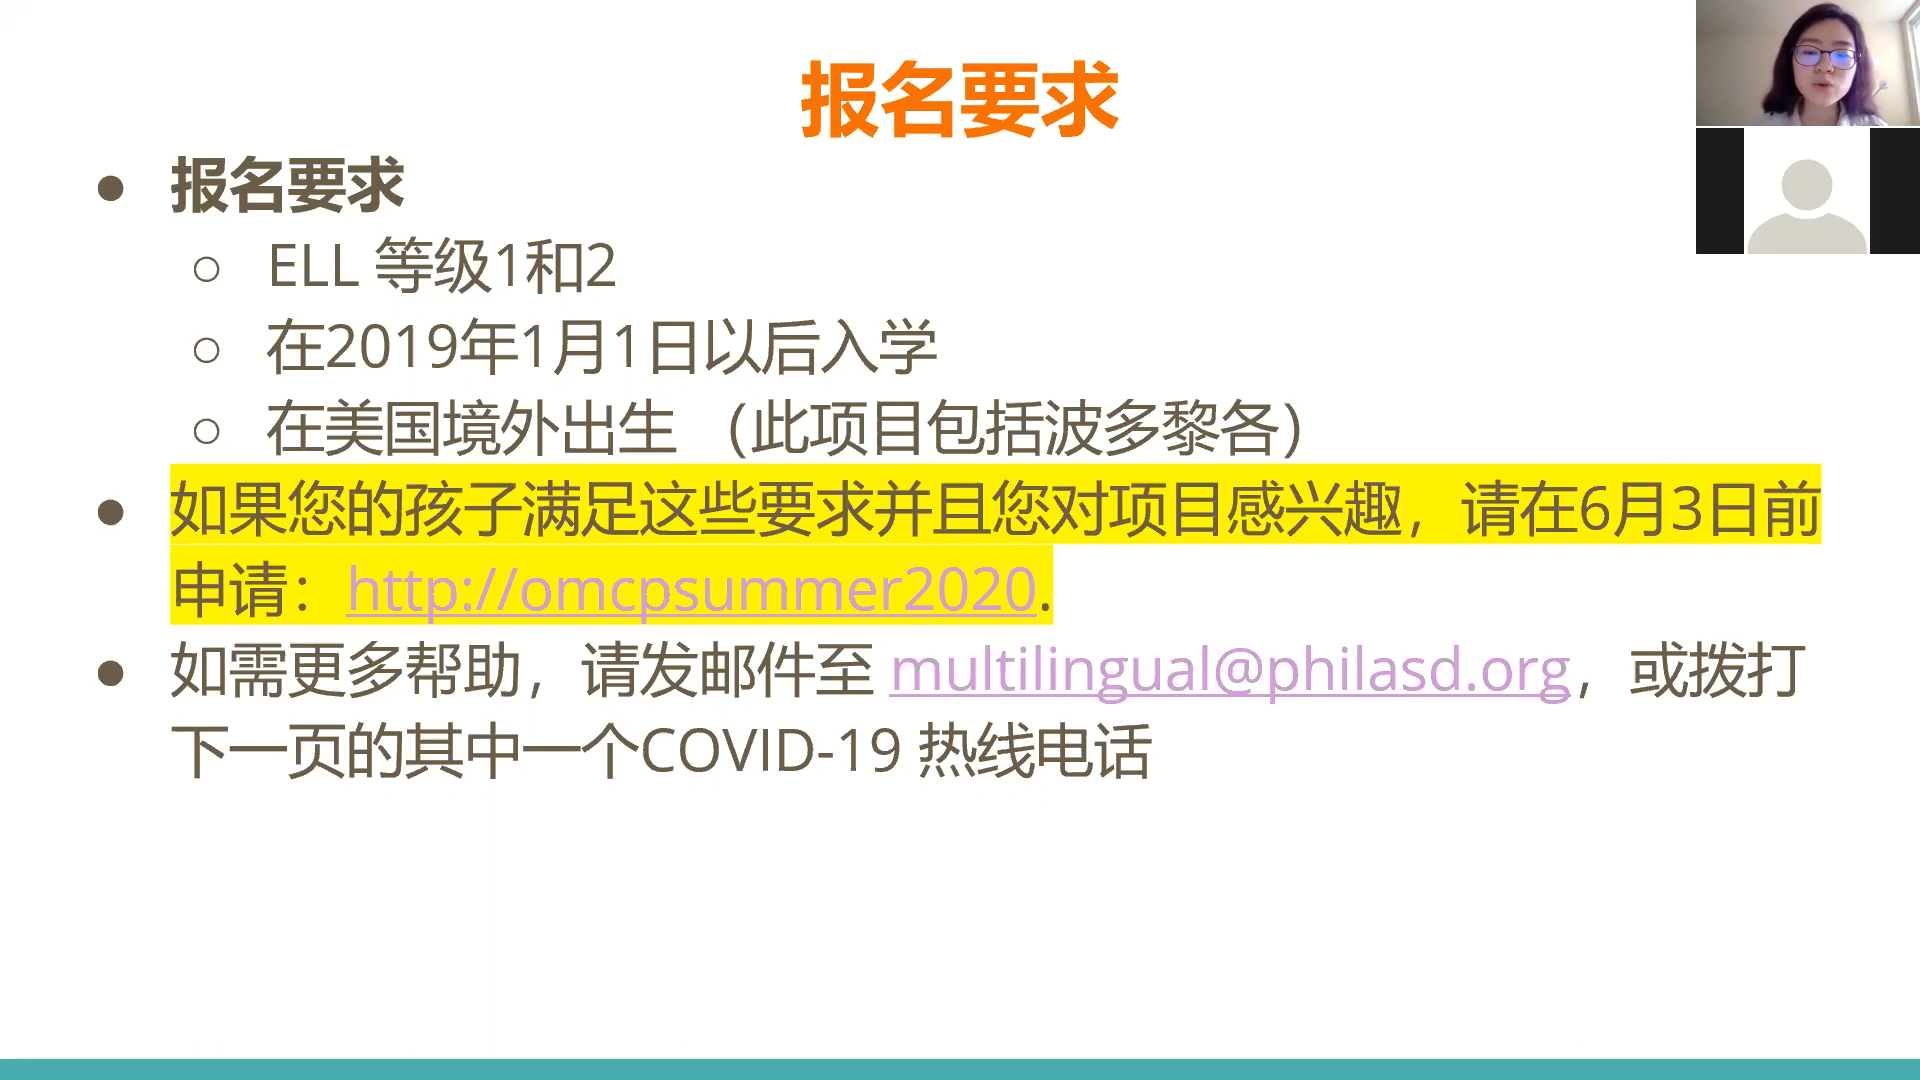 报名要求
● 报名要求
○ ELL 等级1和2
○ 在2019年1月1日以后入学
○ 在美国境外出生 （此项目包括波多黎各）
● 如果您的孩子满足这些要求并且您对项目感兴趣，请在6月3日前
申请：http://omcpsummer2020.
● 如需更多帮助，请发邮件至 multilingual@philasd.org，或拨打
下一页的其中一个COVID-19 热线电话